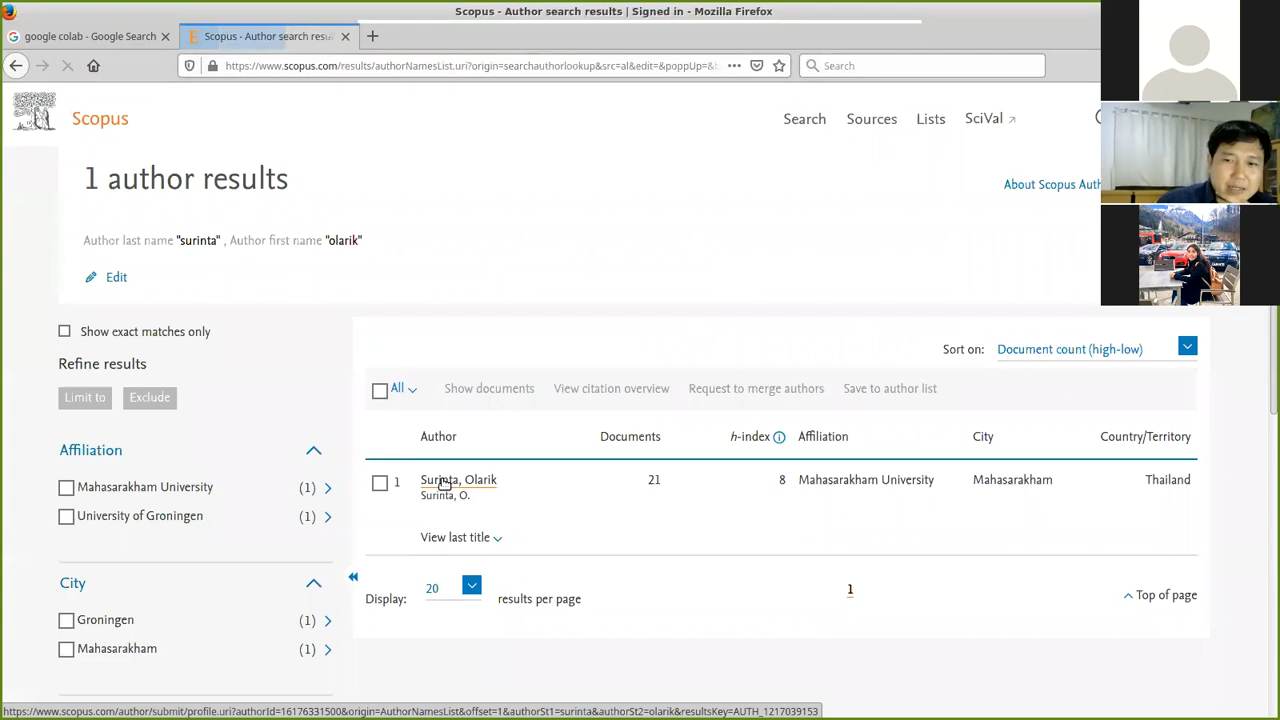 Scopus - Author search results | Signed in - Mozilla Firefox
google colab - Google Search
Scopus - Author search resu
https://www.scopus.com/results/authorNamesList.uri?origin=searchauthorlookup&src=al&edit=&poppUp=&
Search
Scopus
Search
Sources
Lists
SciVal
1 author results
About Scopus Auth
Author last name "surinta" , Author first name "olarik"
Edit
Show exact matches only
Sort on:
Document count (high-low)
Refine results
Limit to
Exclude
All
Show documents
View citation overview
Request to merge authors
Save to author list
Author
Documents
h-index
Affiliation
City
Country/Territory
Affiliation
1
Surinta, Olarik
21
8
Mahasarakham University
Mahasarakham
Thailand
Surinta, O.
Mahasarakham University
(1)
University of Groningen
(1)
View last title
City
Display:
20
results per page
1
Top of page
Groningen
(1)
Mahasarakham
(1)
https://www.scopus.com/author/submit/profile.uri?authorId=16176331500&origin=AuthorNamesList&offset=1&authorSt1=surinta&authorSt2=olarik&resultsKey=AUTH_1217039153